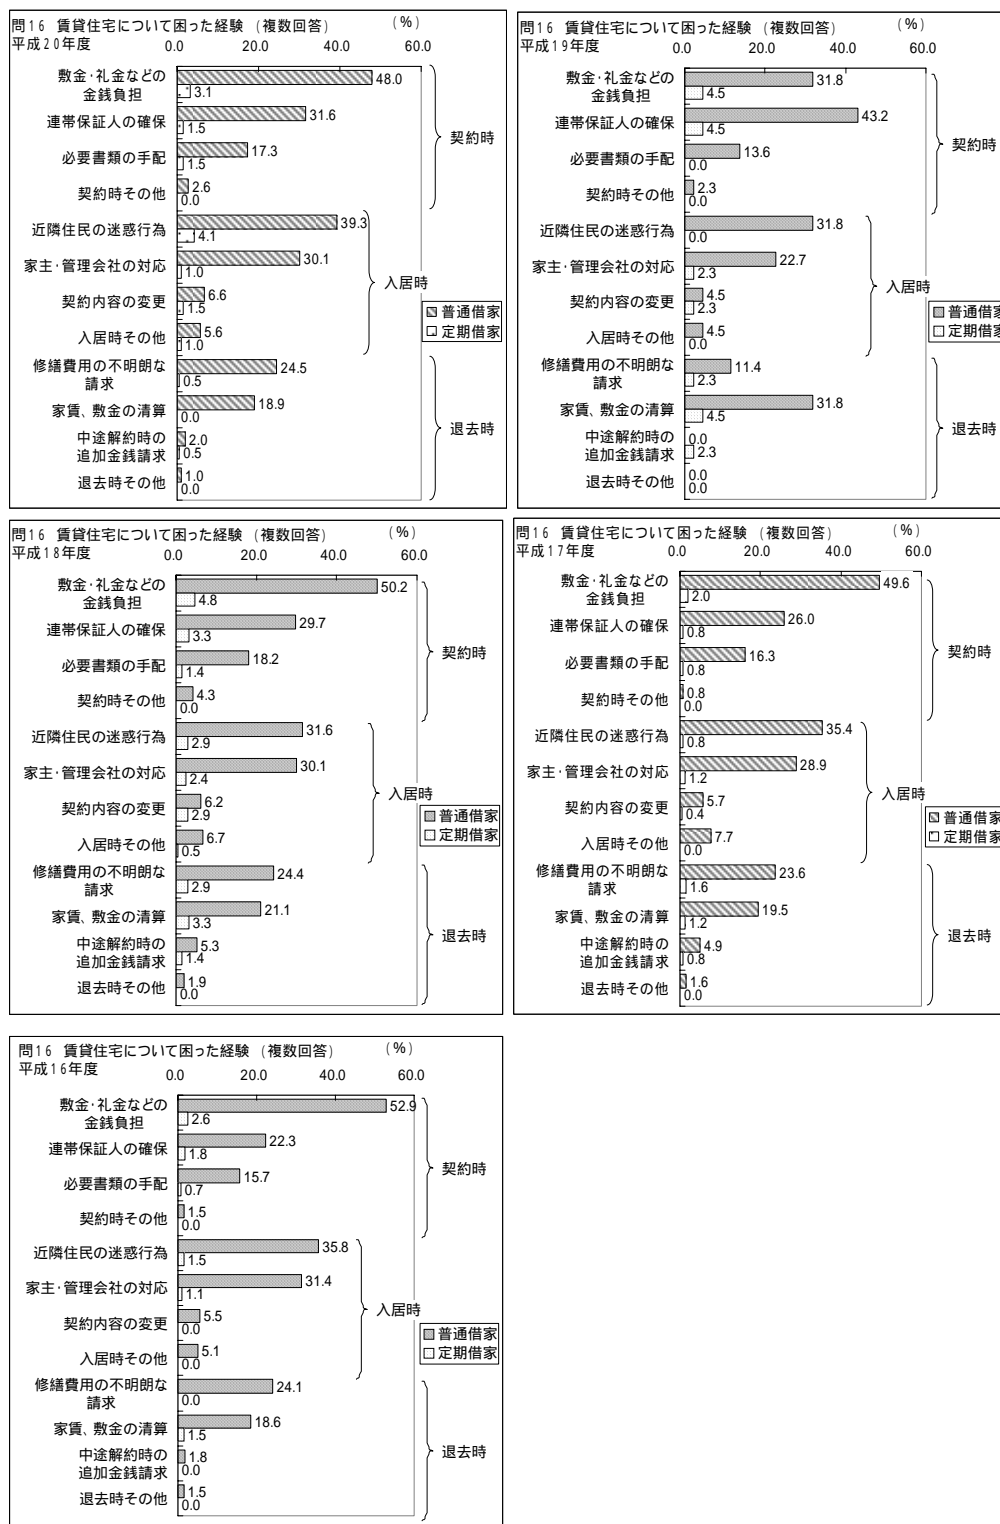 問16 賃貸住宅について困った経験 (複数回答) (%)
平成20年度 0.0 20.0 40.0 60.0
敷金・礼金などの
金銭負担
48.0
3.1
連帯保証人の確保
31.6
1.5
必要書類の手配
17.3
1.5
契約時その他
2.6
0.0
契約時
近隣住民の迷惑行為
39.3
4.1
家主・管理会社の対応
30.1
1.0
契約内容の変更
6.6
1.5
入居時その他
5.6
1.0
入居時
修繕費用の不明朗な
請求
24.5
0.5
家賃、敷金の清算
18.9
0.0
中途解約時の
追加金銭請求
2.0
0.5
退去時その他
1.0
0.0
退去時
普通借家
定期借家
問16 賃貸住宅について困った経験 (複数回答) (%)
平成19年度 0.0 20.0 40.0 60.0
敷金・礼金などの
金銭負担
31.8
4.5
連帯保証人の確保
43.2
4.5
必要書類の手配
13.6
0.0
契約時その他
2.3
0.0
契約時
近隣住民の迷惑行為
31.8
0.0
家主・管理会社の対応
22.7
2.3
契約内容の変更
4.5
2.3
入居時その他
4.5
0.0
入居時
修繕費用の不明朗な
請求
11.4
2.3
家賃、敷金の清算
31.8
4.5
中途解約時の
追加金銭請求
0.0
2.3
退去時その他
0.0
0.0
退去時
普通借家
定期借家
問16 賃貸住宅について困った経験 (複数回答) (%)
平成18年度 0.0 20.0 40.0 60.0
敷金・礼金などの
金銭負担
50.2
4.8
連帯保証人の確保
29.7
3.3
必要書類の手配
18.2
1.4
契約時その他
4.3
0.0
契約時
近隣住民の迷惑行為
31.6
2.9
家主・管理会社の対応
30.1
2.4
契約内容の変更
6.2
2.9
入居時その他
6.7
0.5
入居時
修繕費用の不明朗な
請求
24.4
2.9
家賃、敷金の清算
21.1
3.3
中途解約時の
追加金銭請求
5.3
1.4
退去時その他
1.9
0.0
退去時
普通借家
定期借家
問16 賃貸住宅について困った経験 (複数回答) (%)
平成17年度 0.0 20.0 40.0 60.0
敷金・礼金などの
金銭負担
49.6
2.0
連帯保証人の確保
26.0
0.8
必要書類の手配
16.3
0.8
契約時その他
0.8
0.0
契約時
近隣住民の迷惑行為
35.4
0.8
家主・管理会社の対応
28.9
1.2
契約内容の変更
5.7
0.4
入居時その他
7.7
0.0
入居時
修繕費用の不明朗な
請求
23.6
1.6
家賃、敷金の清算
19.5
1.2
中途解約時の
追加金銭請求
4.9
0.8
退去時その他
1.6
0.0
退去時
普通借家
定期借家
問16 賃貸住宅について困った経験 (複数回答) (%)
平成16年度 0.0 20.0 40.0 60.0
敷金・礼金などの
金銭負担
52.9
2.6
連帯保証人の確保
22.3
1.8
必要書類の手配
15.7
0.7
契約時その他
1.5
0.0
契約時
近隣住民の迷惑行為
35.8
1.5
家主・管理会社の対応
31.4
1.1
契約内容の変更
5.5
0.0
入居時その他
5.1
0.0
入居時
修繕費用の不明朗な
請求
24.1
0.0
家賃、敷金の清算
18.6
1.5
中途解約時の
追加金銭請求
1.8
0.0
退去時その他
1.5
0.0
退去時
普通借家
定期借家